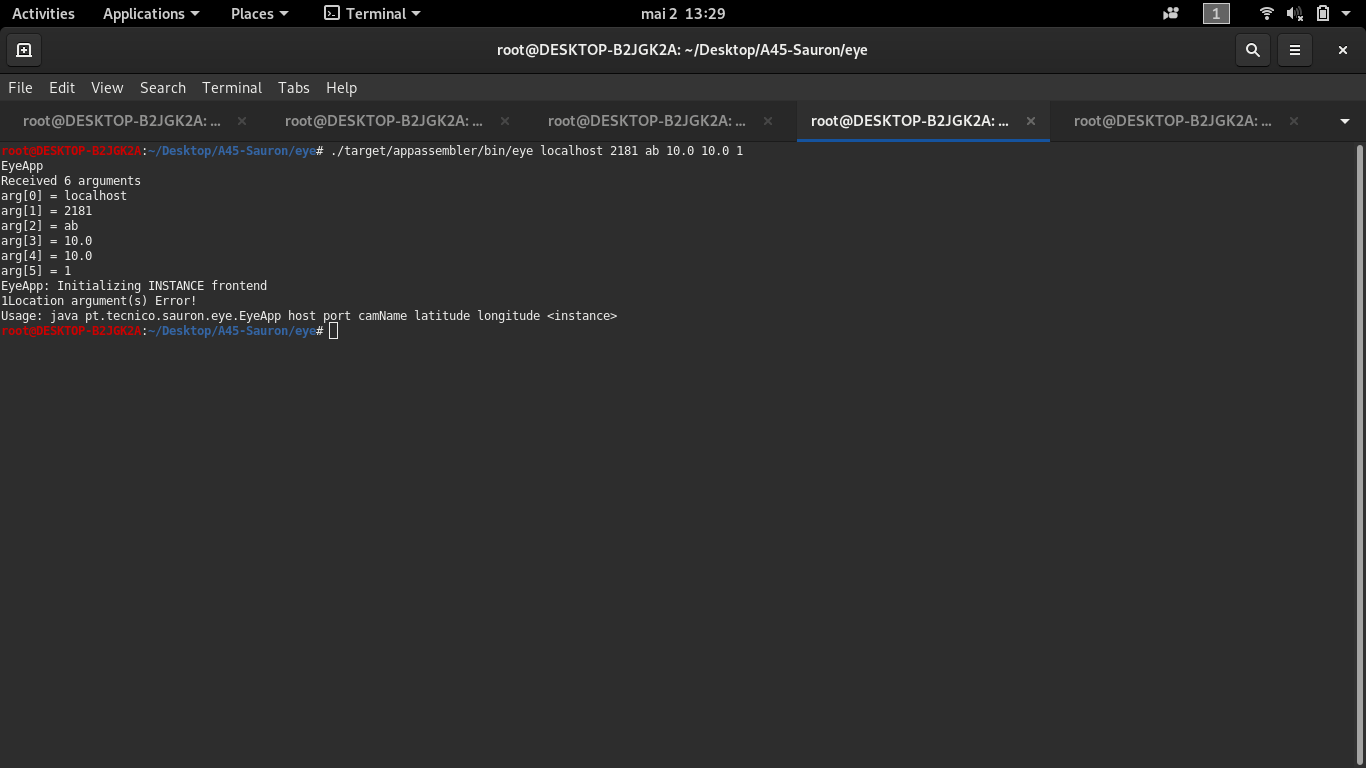 Activities Applications Places Terminal mai 2 13:29 1
root@DESKTOP-B2JGK2A: ~/Desktop/A45-Sauron/eye
File Edit View Search Terminal Tabs Help
root@DESKTOP-B2JGK2A: ... root@DESKTOP-B2JGK2A: ... root@DESKTOP-B2JGK2A: ... root@DESKTOP-B2JGK2A: ... root@DESKTOP-B2JGK2A: ...
root@DESKTOP-B2JGK2A:~/Desktop/A45-Sauron/eye# ./target/appassembler/bin/eye localhost 2181 ab 10.0 10.0 1
EyeApp
Received 6 arguments
arg[0] = localhost
arg[1] = 2181
arg[2] = ab
arg[3] = 10.0
arg[4] = 10.0
arg[5] = 1
EyeApp: Initializing INSTANCE frontend
1Location argument(s) Error!
Usage: java pt.tecnico.sauron.eye.EyeApp host port camName latitude longitude <instance>
root@DESKTOP-B2JGK2A:~/Desktop/A45-Sauron/eye#